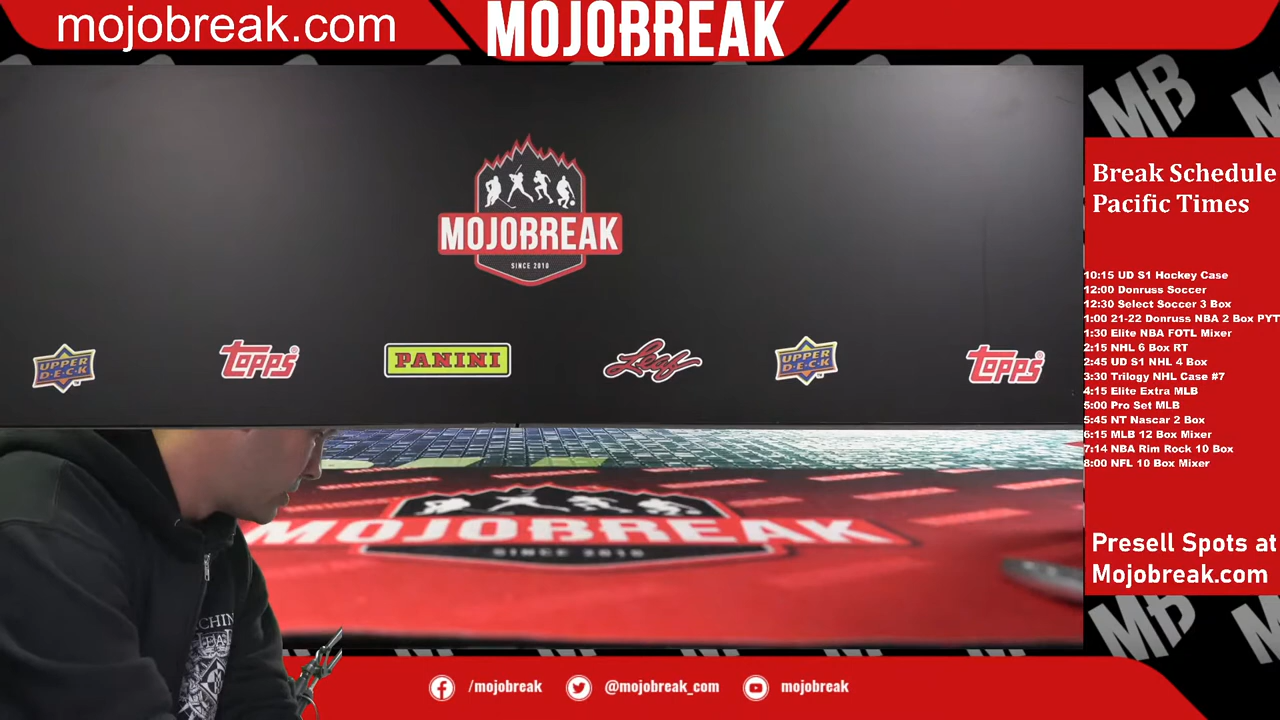 mojobreak.com
MOJOBREAK
MOJOBREAK
SINCE 2010
UPPER DECK
TOPPS
PANINI
Leaf
UPPER DECK
TOPPS
MOJOBREAK
SINCE 2010
MB
Break Schedule
Pacific Times
10:15 UD S1 Hockey Case
12:00 Donruss Soccer
12:30 Select Soccer 3 Box
1:00 21-22 Donruss NBA 2 Box PYT
1:30 Elite NBA FOTL Mixer
2:15 NHL 6 Box RT
2:45 UD S1 NHL 4 Box
3:30 Trilogy NHL Case #7
4:15 Elite Extra MLB
5:00 Pro Set MLB
5:45 NT Nascar 2 Box
6:15 MLB 12 Box Mixer
7:14 NBA Rim Rock 10 Box
8:00 NFL 10 Box Mixer
Presell Spots at
Mojobreak.com
MB
/mojobreak @mojobreak_com mojobreak